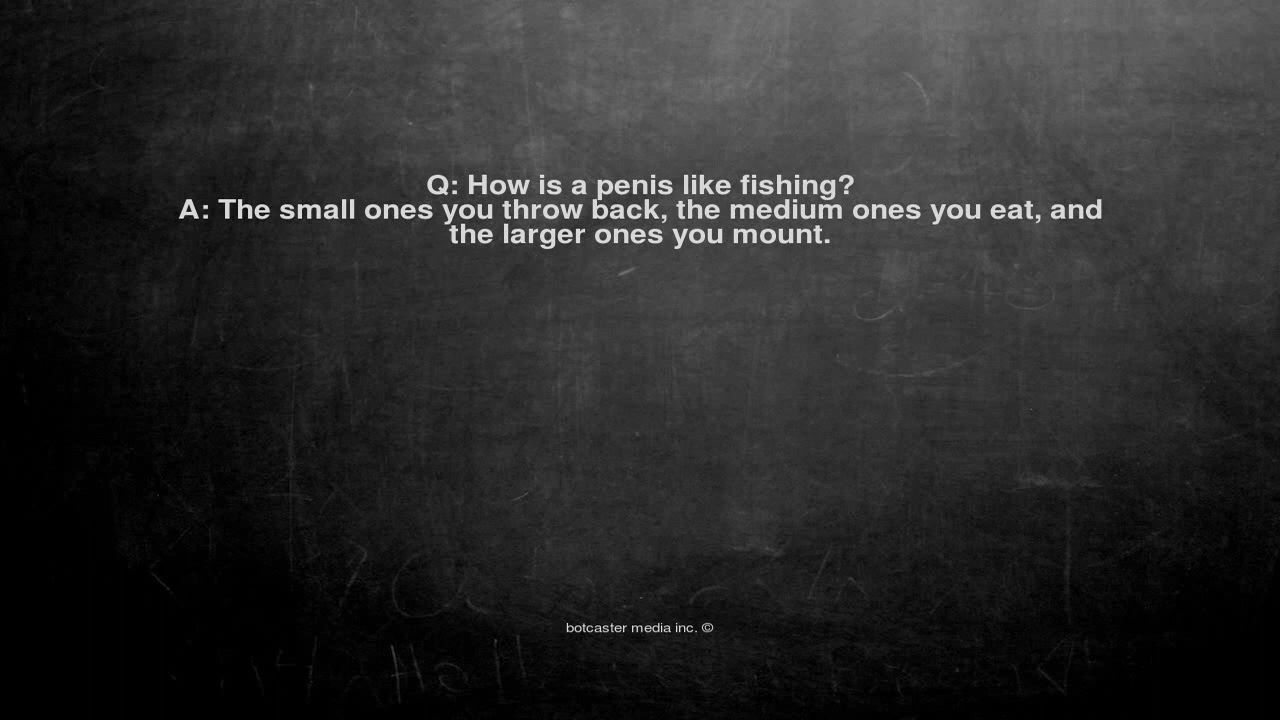 Q: How is a penis like fishing?
A: The small ones you throw back, the medium ones you eat, and
the larger ones you mount.
botcaster media inc. ©